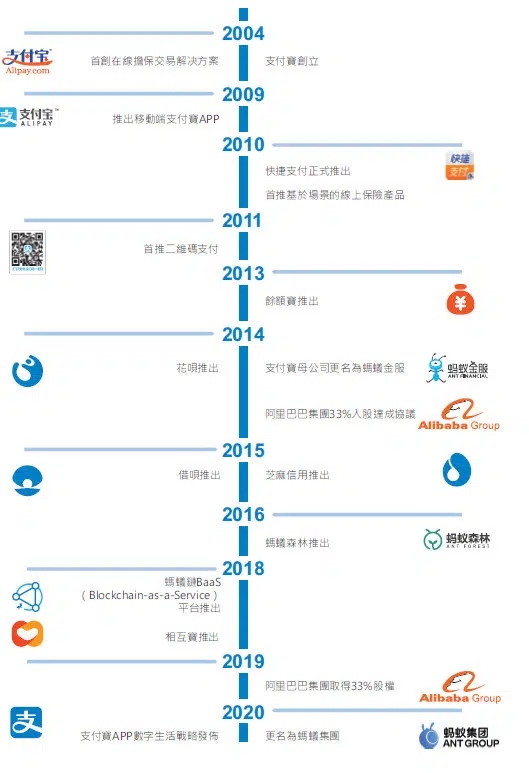 2004
支付宝
Alipay.com
首創在線擔保交易解決方案
支付寶創立
2009
支 支付宝™
ALIPAY
推出移動端支付寶APP
2010
快捷支付正式推出
快捷
支付
首推基於場景的線上保險產品
2011
首推二維碼支付
2013
餘額寶推出
¥
2014
花唄推出
支付寶母公司更名為螞蟻金服
蚂蚁金服
ANT FINANCIAL
阿里巴巴集團33%入股達成協議
Alibaba Group
2015
借唄推出
芝麻信用推出
2016
螞蟻森林推出
蚂蚁森林
ANT FOREST
2018
螞蟻鏈BaaS
（Blockchain-as-a-Service）
平台推出
相互寶推出
2019
阿里巴巴集團取得33%股權
Alibaba Group
2020
支
支付寶APP數字生活戰略發佈
更名為螞蟻集團
蚂蚁集团
ANT GROUP